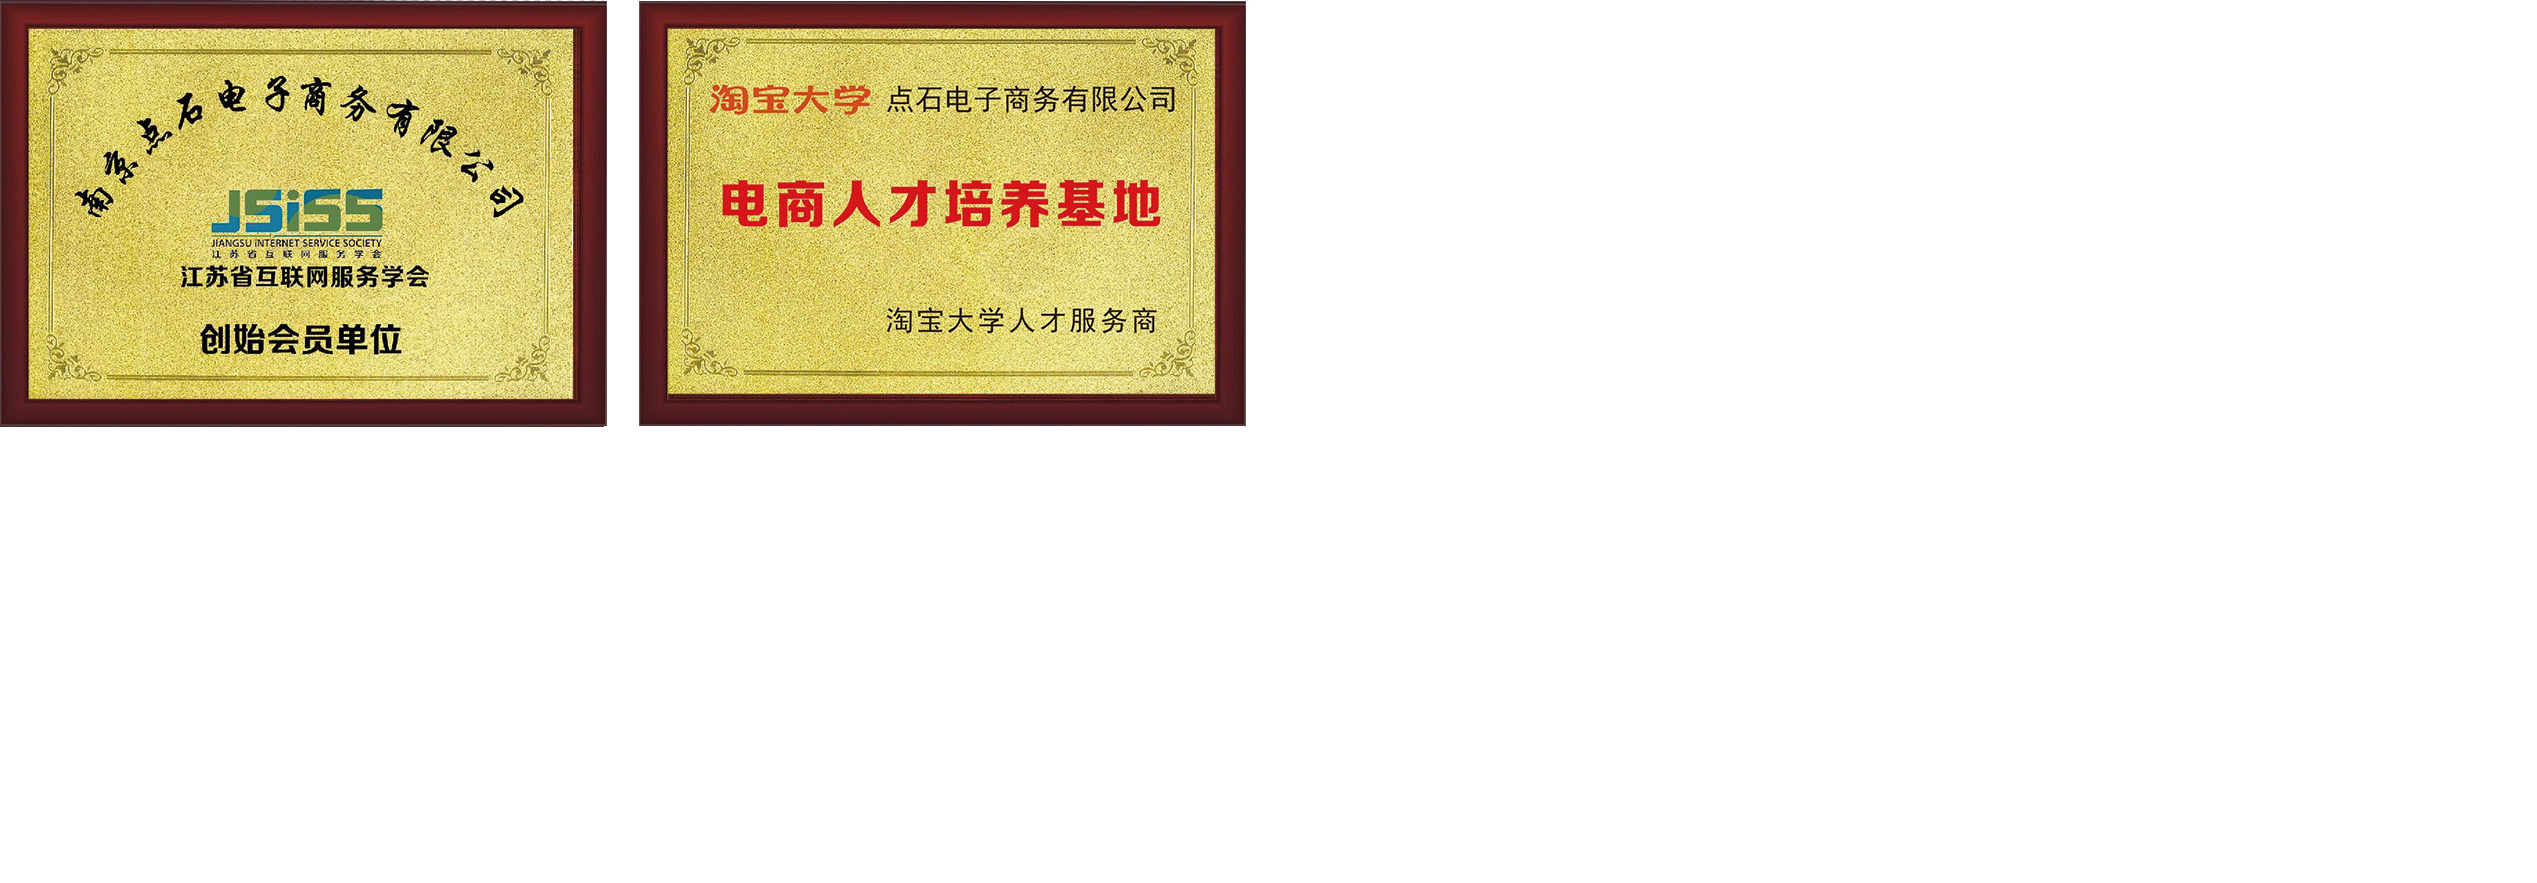 南京点石电子商务有限公司
JSiSS
JIANGSU INTERNET SERVICE SOCIETY
江苏省互联网服务学会
江苏省互联网服务学会
创始会员单位
淘宝大学 点石电子商务有限公司
电商人才培养基地
淘宝大学人才服务商